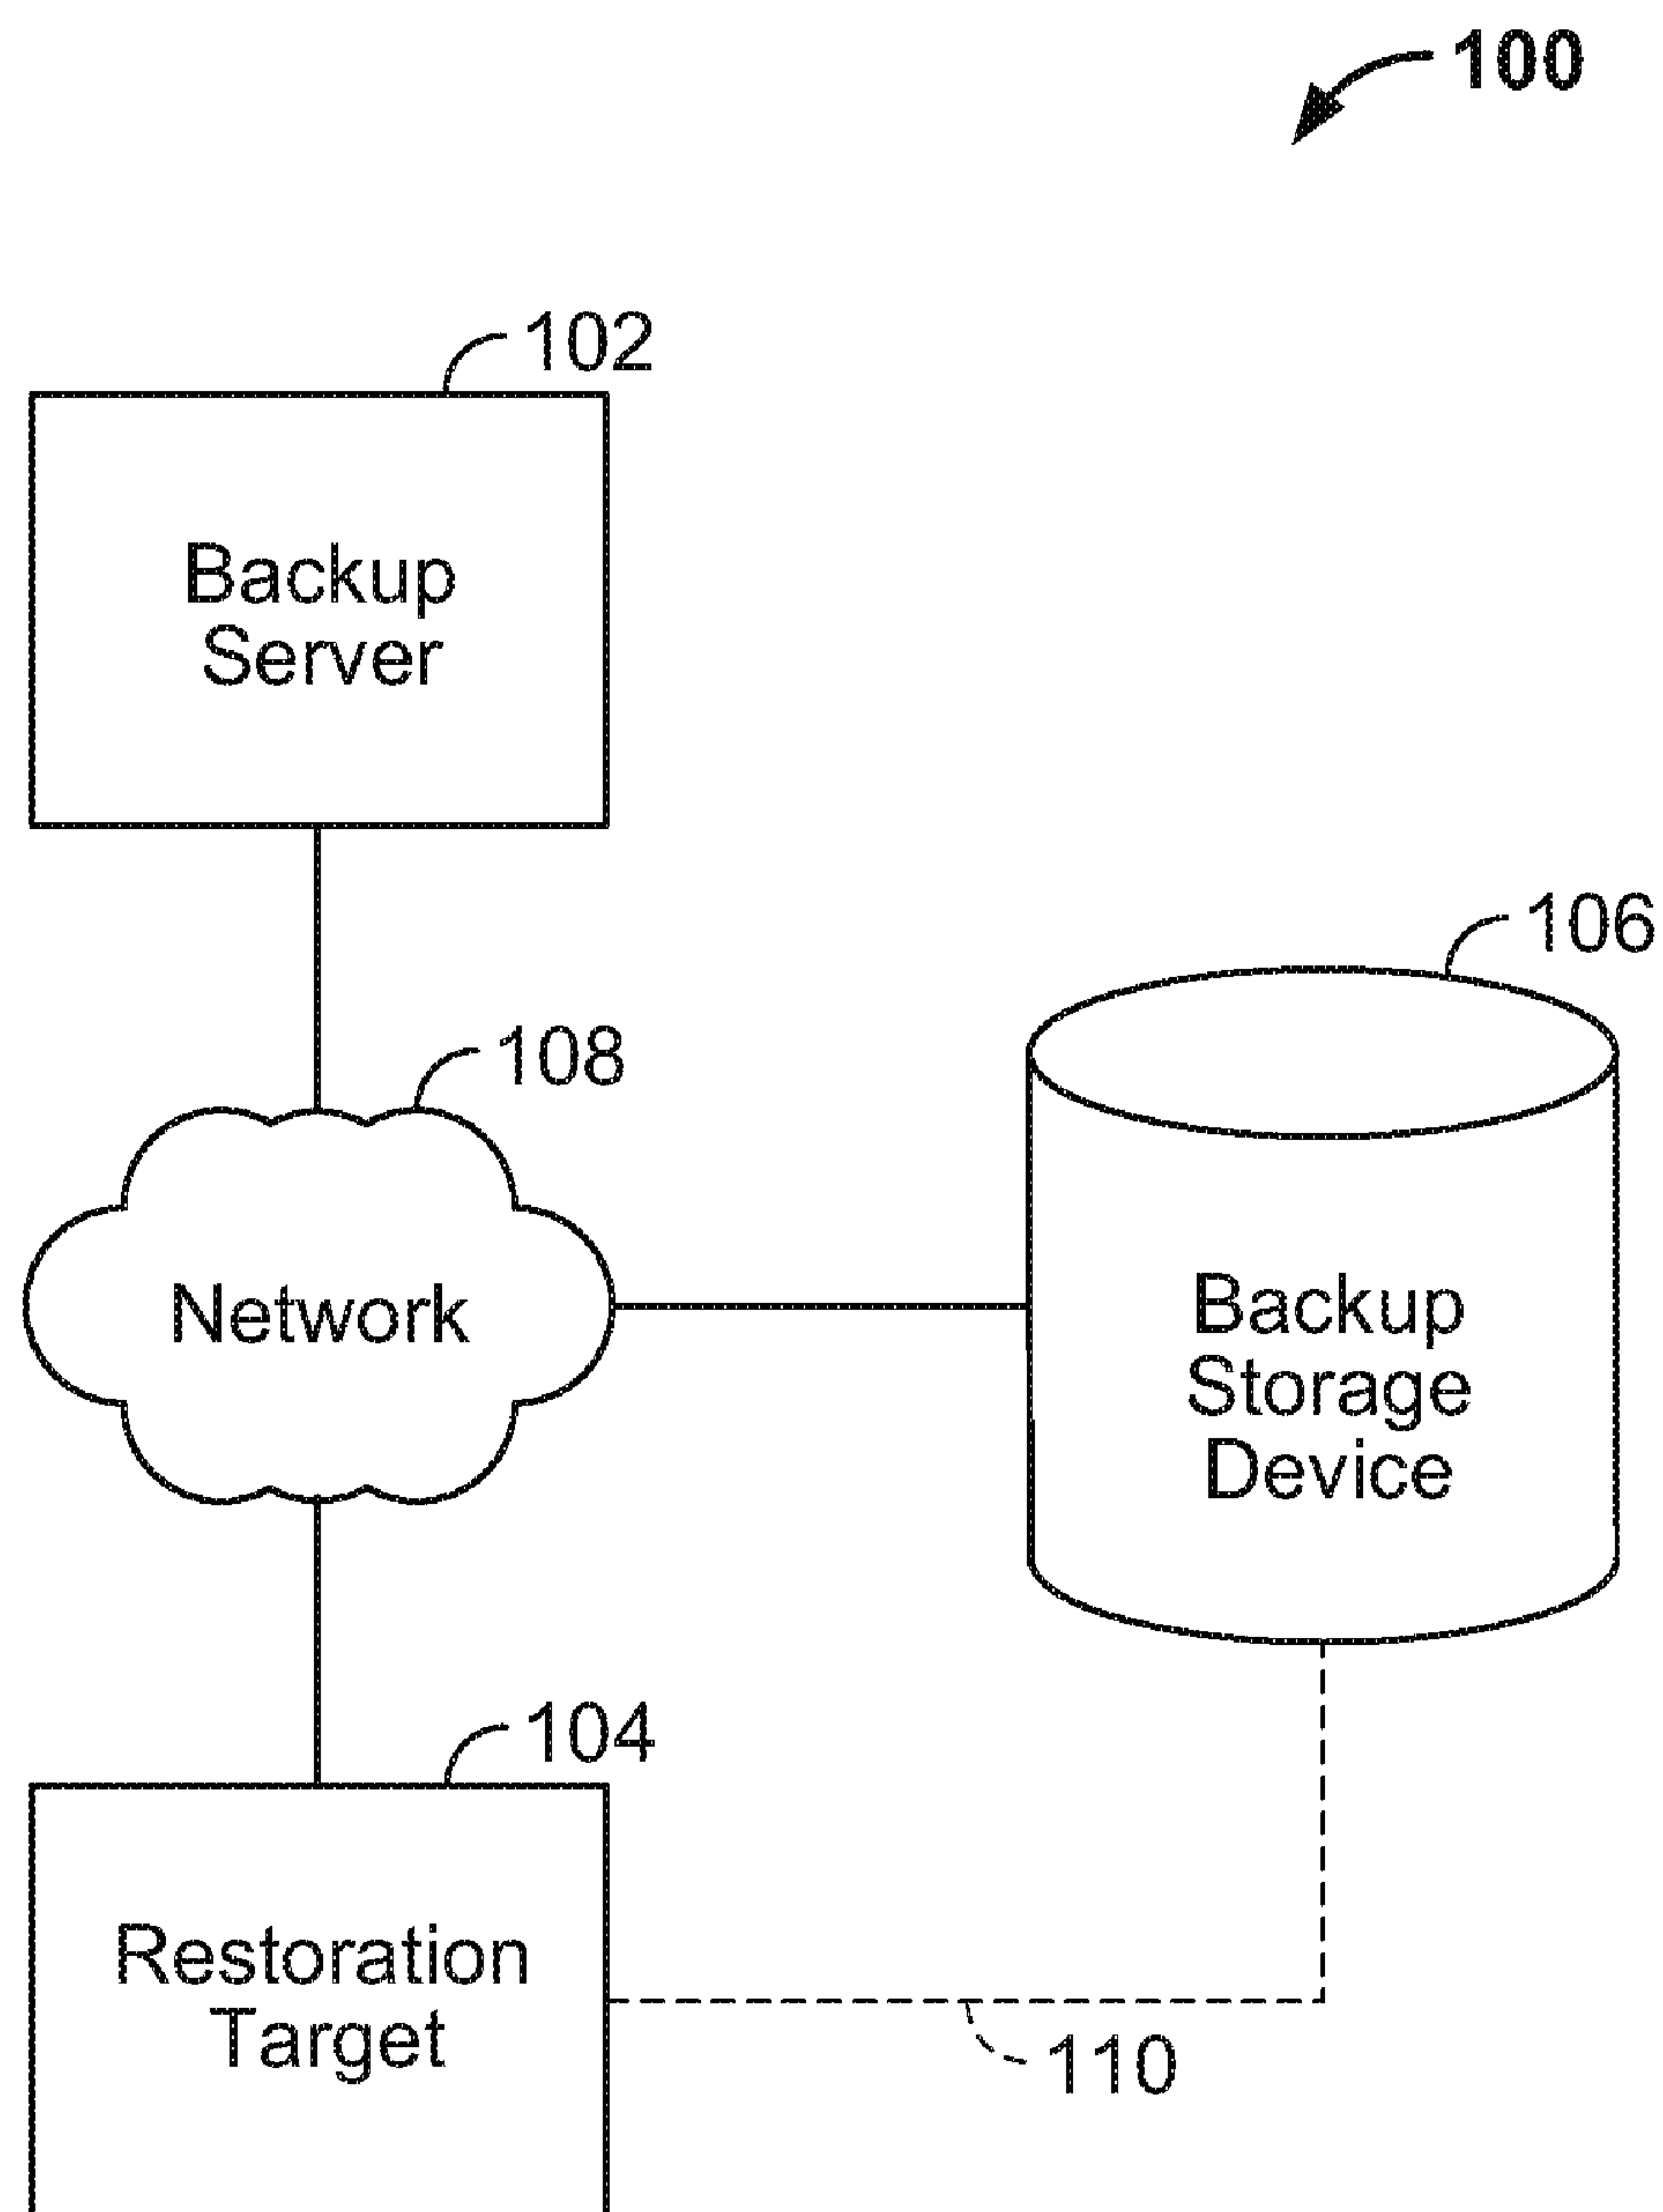 100
102
Backup
Server
106
108
Network
Backup
Storage
Device
104
Restoration
Target
110